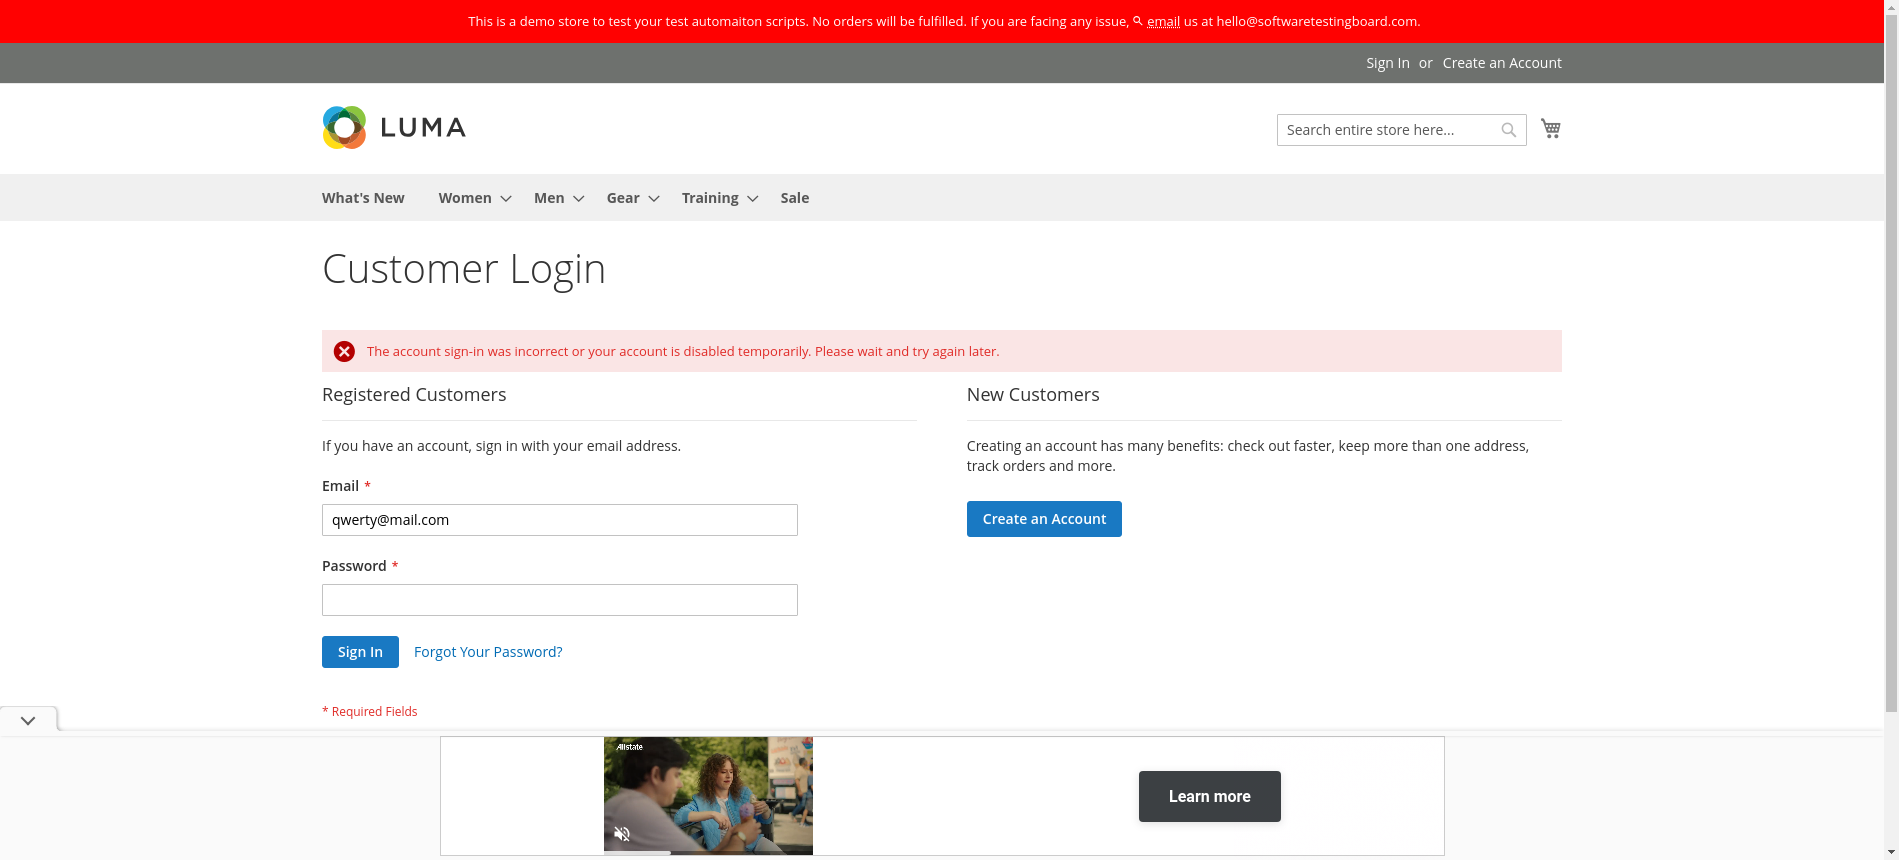 This is a demo store to test your test automaiton scripts. No orders will be fulfilled. If you are facing any issue, email us at hello@softwaretestingboard.com.
Sign In or Create an Account
LUMA
Search entire store here...
What's New Women Men Gear Training Sale
Customer Login
The account sign-in was incorrect or your account is disabled temporarily. Please wait and try again later.
Registered Customers
If you have an account, sign in with your email address.
Email *
qwerty@mail.com
Password *
Sign In Forgot Your Password?
* Required Fields
New Customers
Creating an account has many benefits: check out faster, keep more than one address,
track orders and more.
Create an Account
Allstate
Learn more